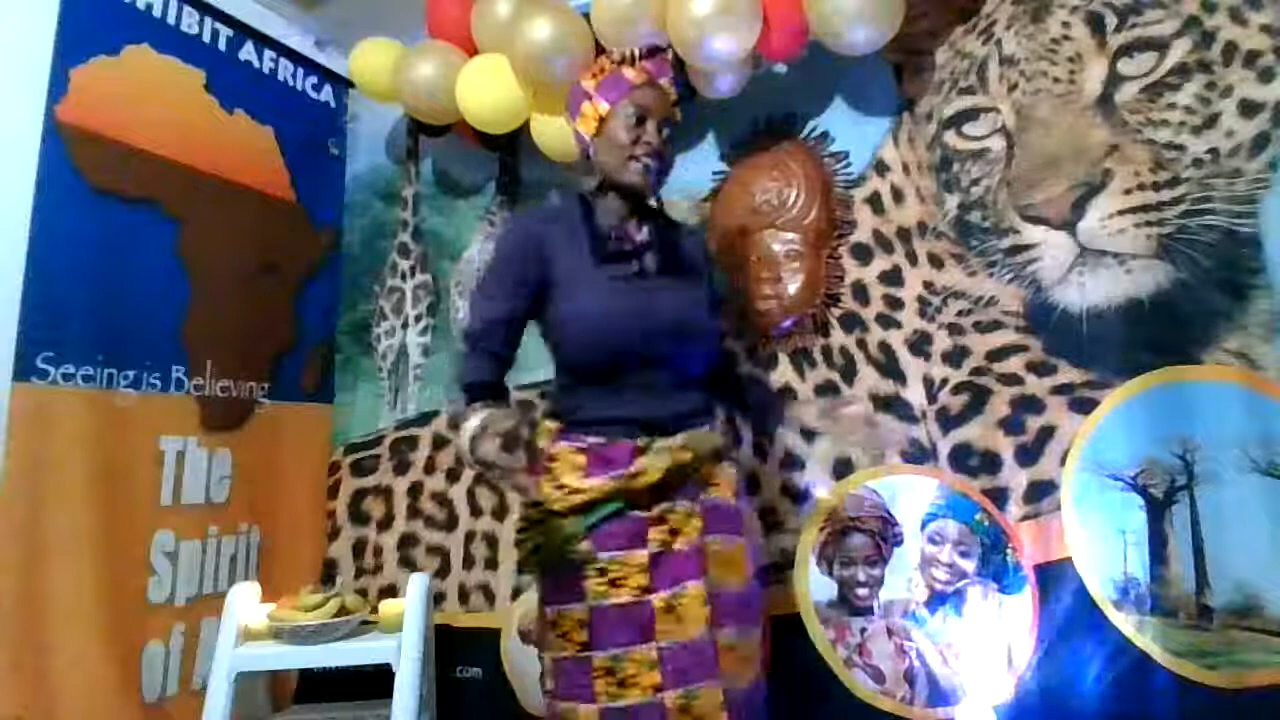 HIBIT AFRICA
Seeing is Believing
The
Spirit
of
.com